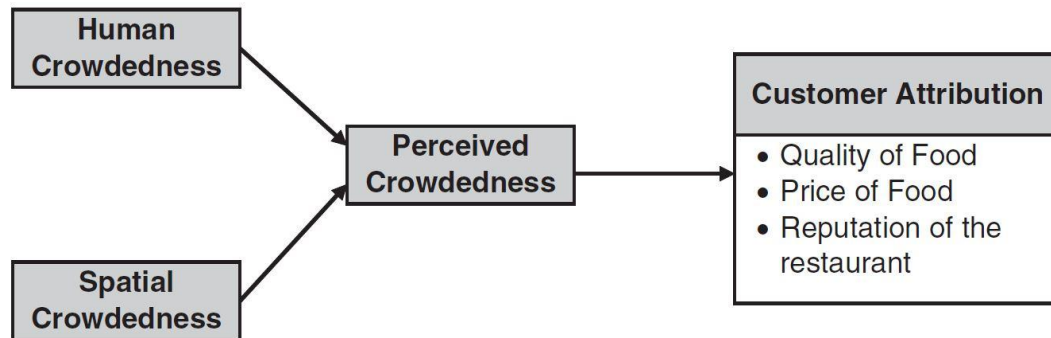 Human
Crowdedness
Perceived
Crowdedness
Spatial
Crowdedness
Customer Attribution
• Quality of Food
• Price of Food
• Reputation of the
restaurant